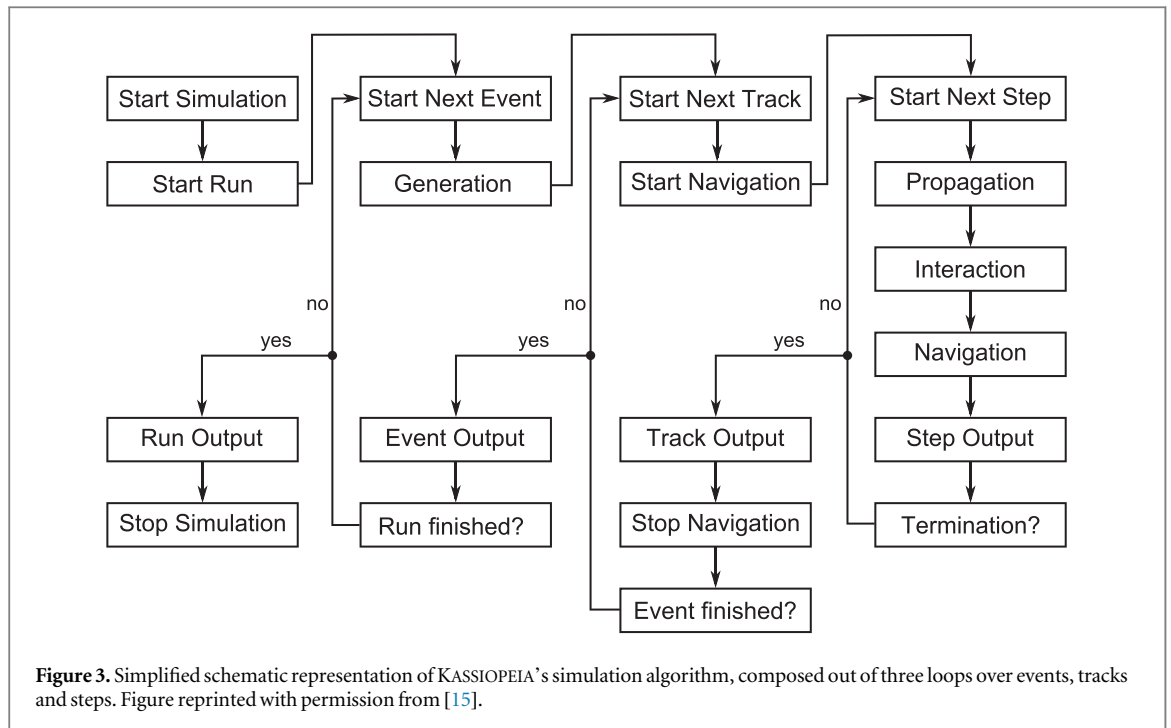 Start Simulation
Start Run
Start Next Event
Generation
Start Next Track
Start Navigation
Start Next Step
Propagation
Interaction
Navigation
Step Output
Termination?
no
yes
Track Output
Stop Navigation
Event finished?
no
yes
Event Output
Run finished?
no
yes
Run Output
Stop Simulation
Figure 3. Simplified schematic representation of KASSIOPEIA's simulation algorithm, composed out of three loops over events, tracks
and steps. Figure reprinted with permission from [15].